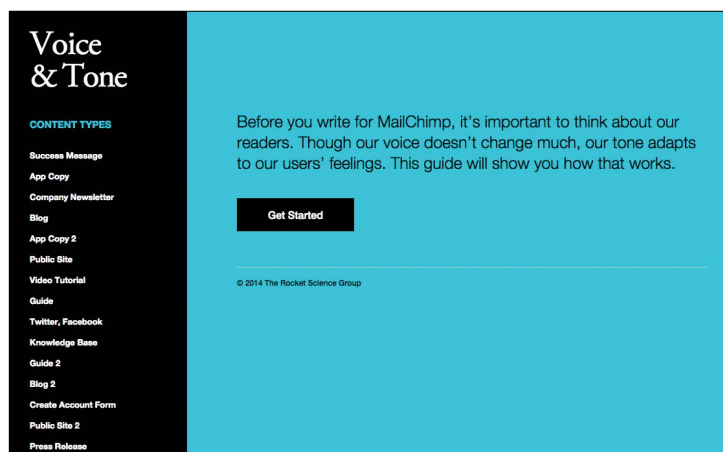 Voice
& Tone
CONTENT TYPES
Success Message
App Copy
Company Newsletter
Blog
App Copy 2
Public Site
Video Tutorial
Guide
Twitter, Facebook
Knowledge Base
Guide 2
Blog 2
Create Account Form
Public Site 2
Press Release
Before you write for MailChimp, it's important to think about our
readers. Though our voice doesn't change much, our tone adapts
to our users' feelings. This guide will show you how that works.
Get Started
© 2014 The Rocket Science Group